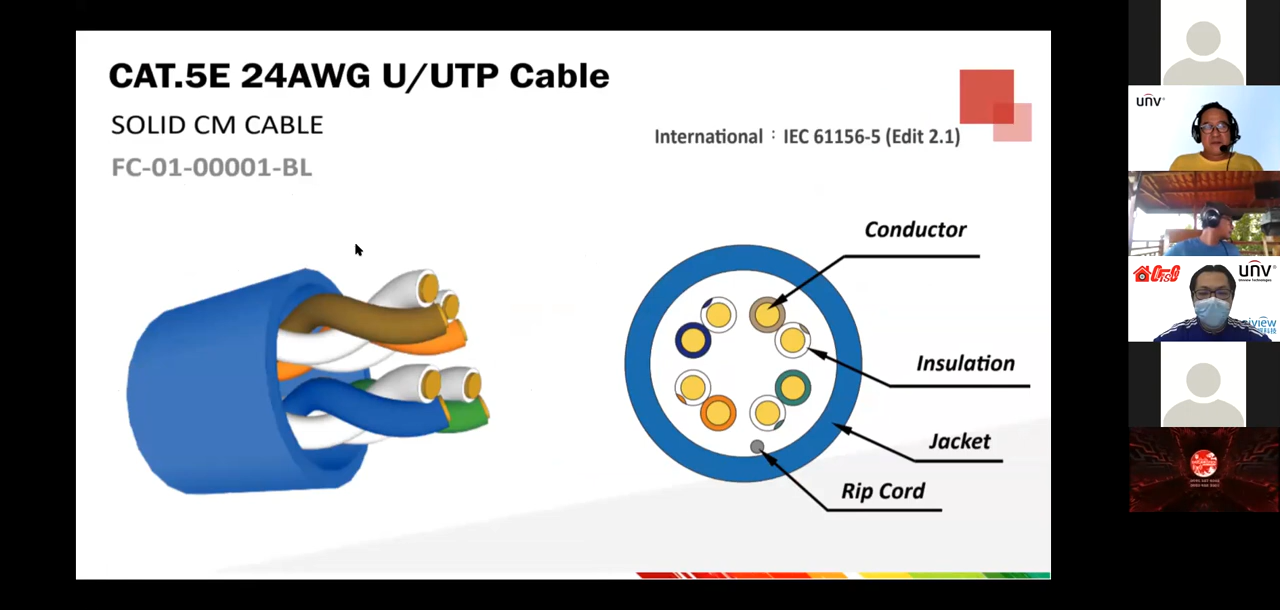 CAT.5E 24AWG U/UTP Cable
SOLID CM CABLE
FC-01-00001-BL
International : IEC 61156-5 (Edit 2.1)
Conductor
Insulation
Jacket
Rip Cord
unv
unv